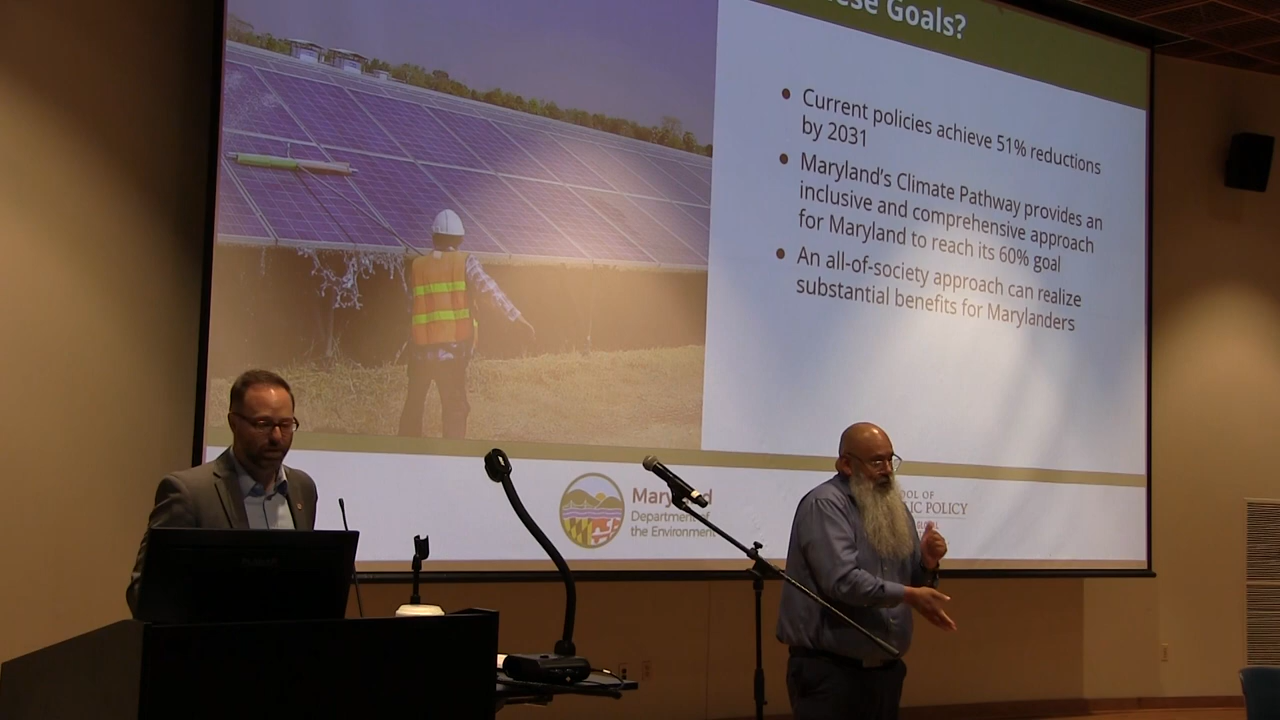 ese Goals?
Current policies achieve 51% reductions
by 2031
Maryland's Climate Pathway provides an
inclusive and comprehensive approach
for Maryland to reach its 60% goal
An all-of-society approach can realize
substantial benefits for Marylanders
Maryland
Department of
the Environment
OOL OF
IC POLICY
GLOBAL